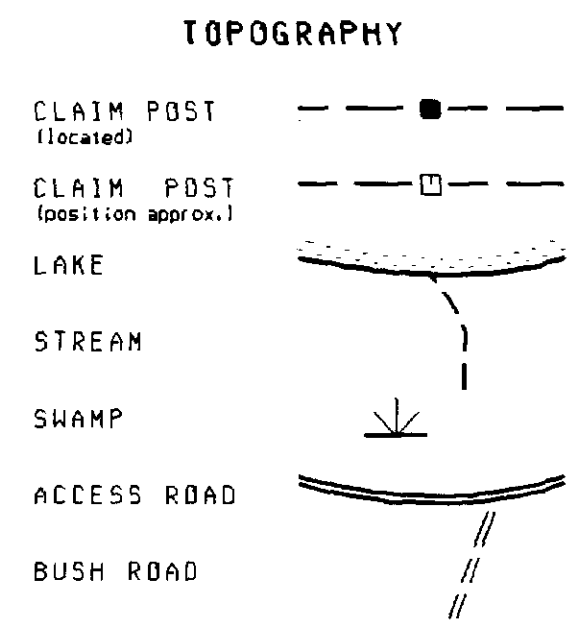 TOPOGRAPHY
CLAIM POST
(located)
CLAIM POST
(position approx.)
LAKE
STREAM
SWAMP
ACCESS ROAD
BUSH ROAD